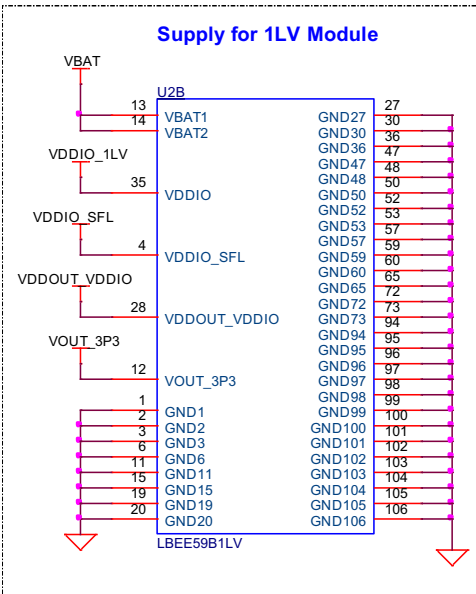 Supply for 1LV Module
VBAT
U2B
13 VBAT1 GND27 27
14 VBAT2 GND30 30
GND36 36
VDDIO_1LV GND47 47
GND48 48
35 VDDIO GND50 50
GND52 52
VDDIO_SFL GND53 53
GND57 57
4 VDDIO_SFL GND59 59
GND60 60
VDDOUT_VDDIO GND65 65
GND72 72
28 VDDOUT_VDDIO GND73 73
GND94 94
VOUT_3P3 GND95 95
GND96 96
12 VOUT_3P3 GND97 97
GND98 98
1 GND1 GND99 99
2 GND2 GND100 100
3 GND3 GND101 101
6 GND6 GND102 102
11 GND11 GND103 103
15 GND15 GND104 104
19 GND19 GND105 105
20 GND20 GND106 106
LBEE59B1LV